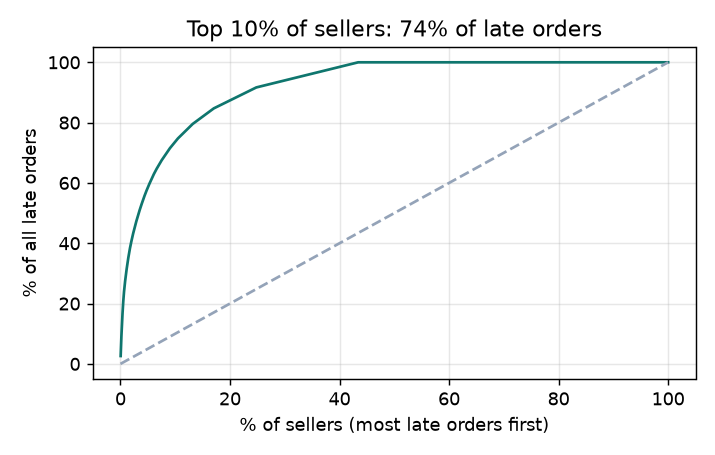 Top 10% of sellers: 74% of late orders
% of all late orders
100
80
60
40
20
0
0 20 40 60 80 100
% of sellers (most late orders first)